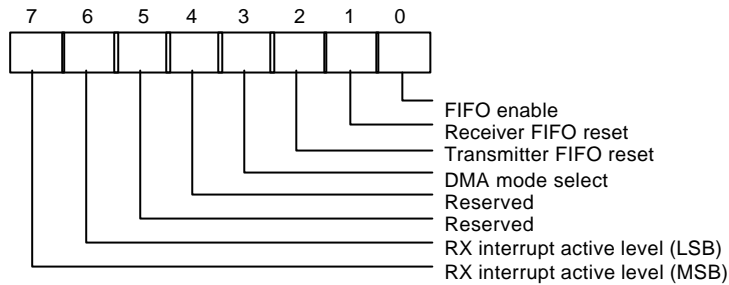 7 6 5 4 3 2 1 0
FIFO enable
Receiver FIFO reset
Transmitter FIFO reset
DMA mode select
Reserved
Reserved
RX interrupt active level (LSB)
RX interrupt active level (MSB)